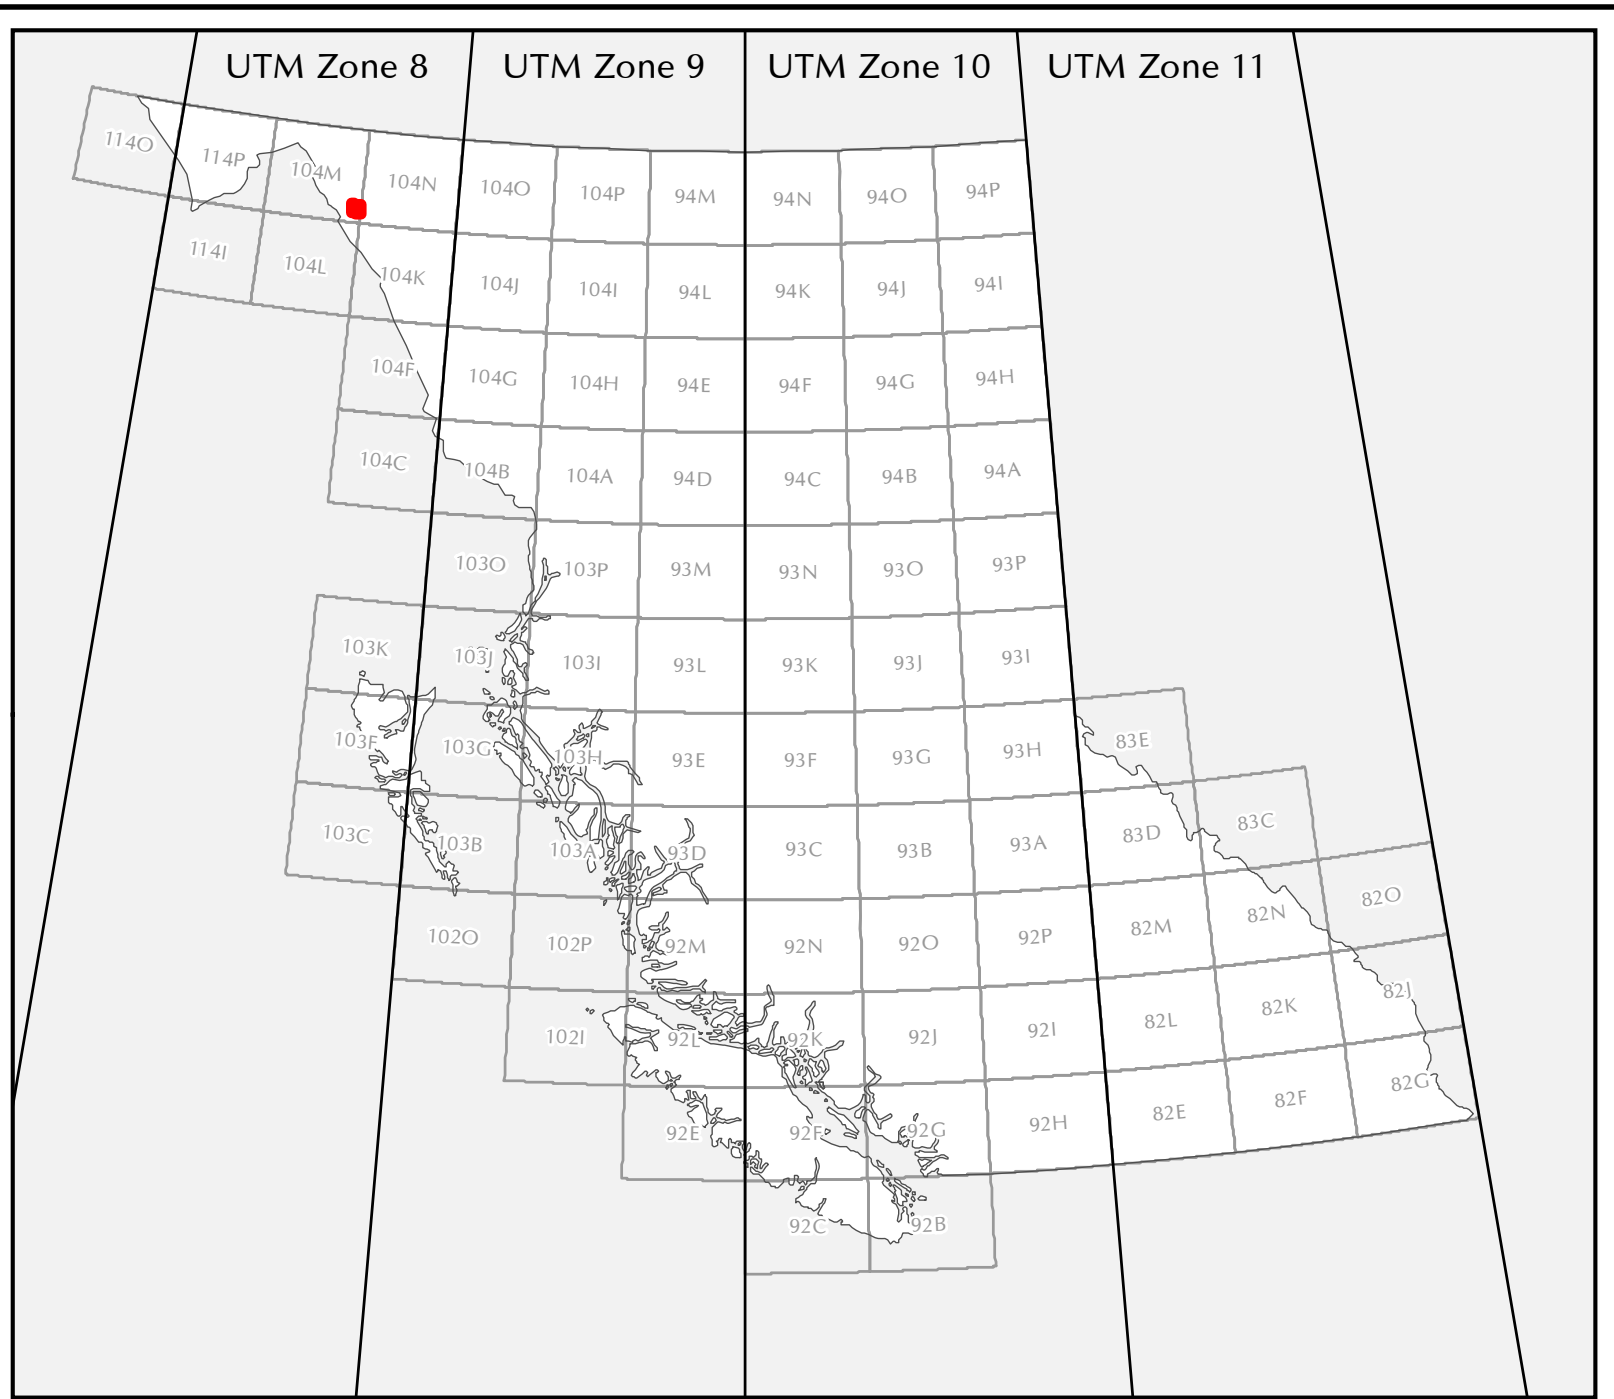 UTM Zone 8 UTM Zone 9 UTM Zone 10 UTM Zone 11
114O 114P 104M 104N 104O 104P 94M 94N 94O 94P
114I 104L 104K 104J 104I 94L 94K 94J 94I
104F 104G 104H 94E 94F 94G 94H
104C 104B 104A 94D 94C 94B 94A
103O 103P 93M 93N 93O 93P
103K 103J 103I 93L 93K 93J 93I
103F 103G 103H 93E 93F 93G 93H 83E
103C 103B 103A 93D 93C 93B 93A 83D 83C
102O 102P 92M 92N 92O 92P 82M 82N 82O
102I 92L 92K 92J 92I 82L 82K 82J
92E 92F 92G 92H 82E 82F 82G
92C 92B